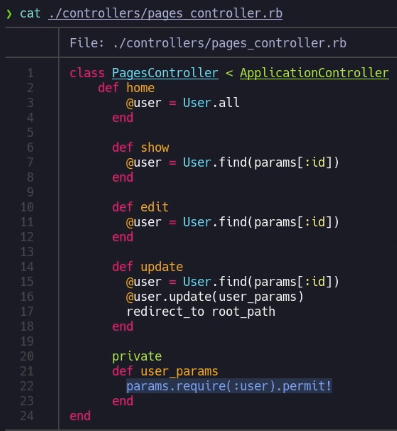 ❯ cat ./controllers/pages_controller.rb
File: ./controllers/pages_controller.rb
1 class PagesController < ApplicationController
2     def home
3         @user = User.all
4       end
5
6       def show
7         @user = User.find(params[:id])
8       end
9
10       def edit
11         @user = User.find(params[:id])
12       end
13
14       def update
15         @user = User.find(params[:id])
16         @user.update(user_params)
17         redirect_to root_path
18       end
19
20       private
21       def user_params
22         params.require(:user).permit!
23       end
24 end